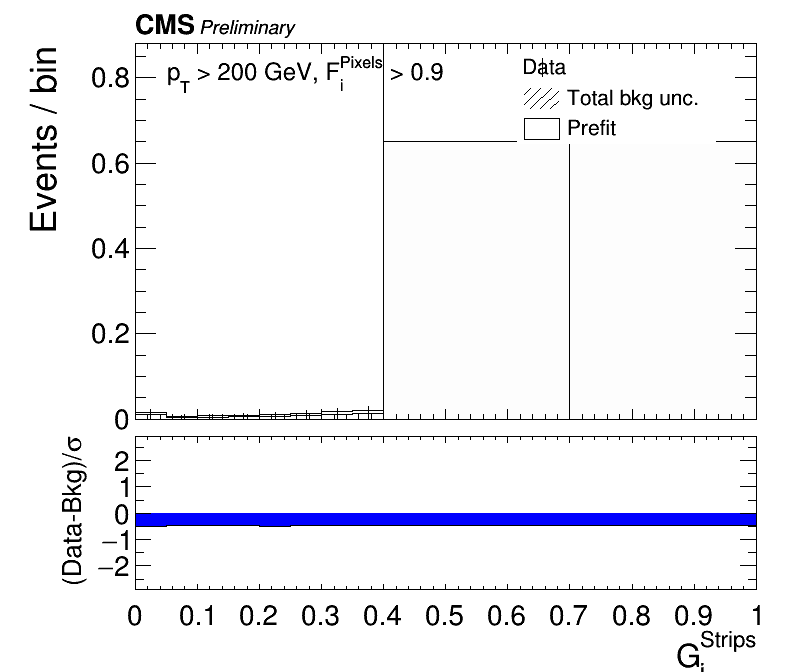 CMS Preliminary
p_T > 200 GeV, F_i^Pixels > 0.9
Data
Total bkg unc.
Prefit
Events / bin
0.8
0.6
0.4
0.2
0
(Data-Bkg)/σ
2
1
0
−1
−2
0 0.1 0.2 0.3 0.4 0.5 0.6 0.7 0.8 0.9 1
G_i^Strips